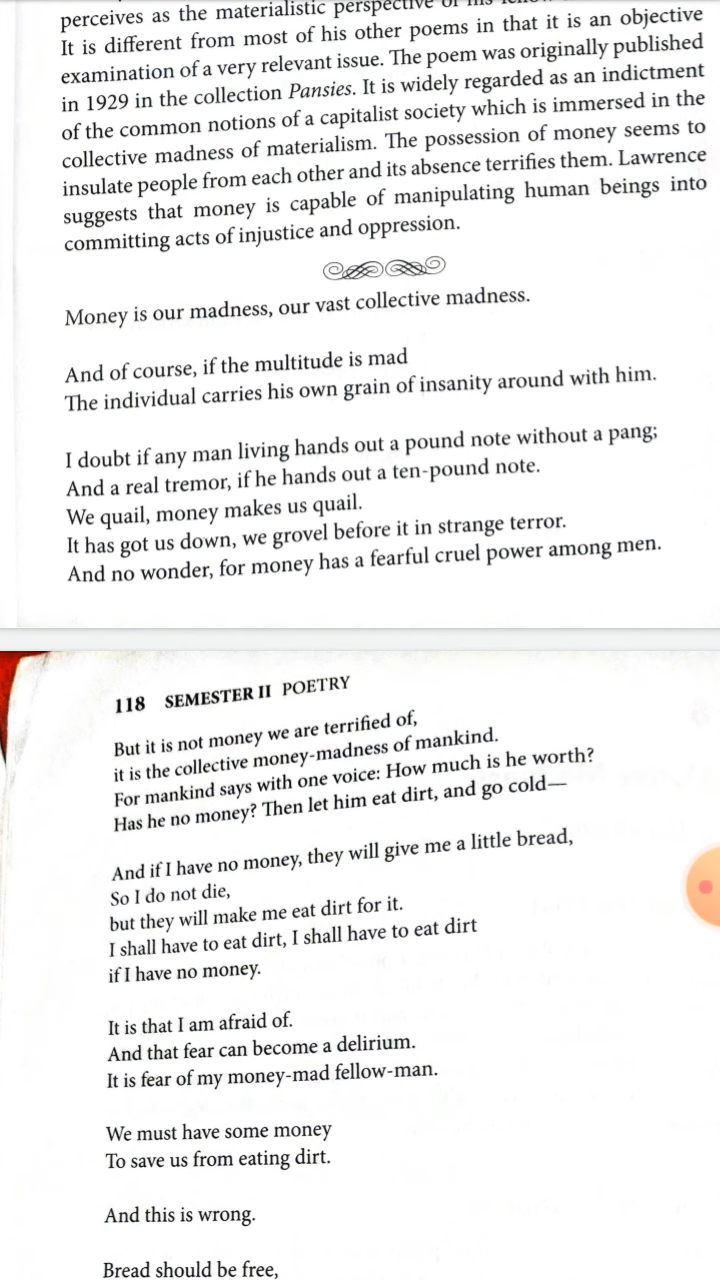 perceives as the materialistic perspective of his
It is different from most of his other poems in that it is an objective
examination of a very relevant issue. The poem was originally published
in 1929 in the collection Pansies. It is widely regarded as an indictment
of the common notions of a capitalist society which is immersed in the
collective madness of materialism. The possession of money seems to
insulate people from each other and its absence terrifies them. Lawrence
suggests that money is capable of manipulating human beings into
committing acts of injustice and oppression.
Money is our madness, our vast collective madness.
And of course, if the multitude is mad
The individual carries his own grain of insanity around with him.
I doubt if any man living hands out a pound note without a pang;
And a real tremor, if he hands out a ten-pound note.
We quail, money makes us quail.
It has got us down, we grovel before it in strange terror.
And no wonder, for money has a fearful cruel power among men.
118 SEMESTER II POETRY
But it is not money we are terrified of,
it is the collective money-madness of mankind.
For mankind says with one voice: How much is he worth?
Has he no money? Then let him eat dirt, and go cold—
And if I have no money, they will give me a little bread,
So I do not die,
but they will make me eat dirt for it.
I shall have to eat dirt, I shall have to eat dirt
if I have no money.
It is that I am afraid of.
And that fear can become a delirium.
It is fear of my money-mad fellow-man.
We must have some money
To save us from eating dirt.
And this is wrong.
Bread should be free,